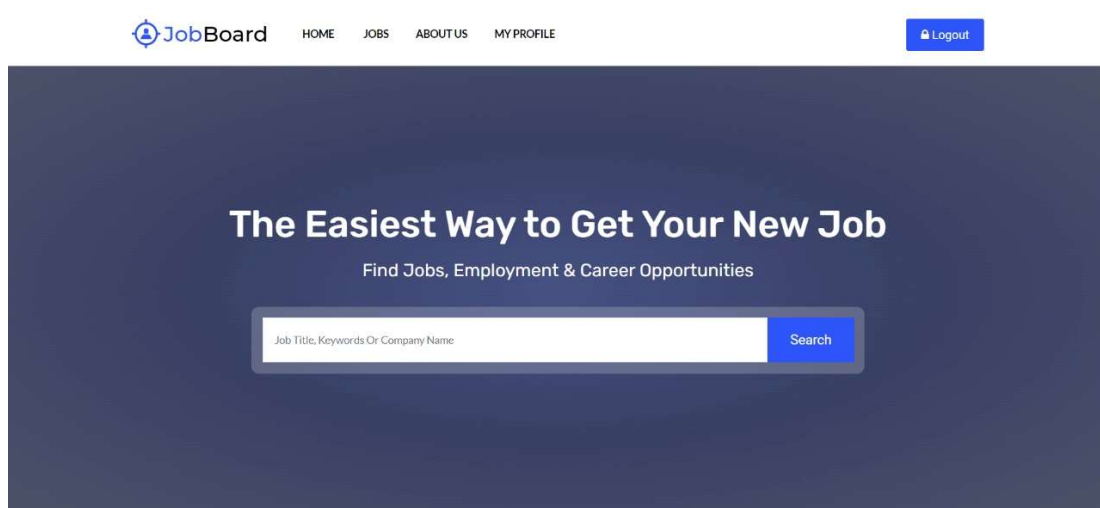 JobBoard
HOME JOBS ABOUT US MY PROFILE
Logout
The Easiest Way to Get Your New Job
Find Jobs, Employment & Career Opportunities
Job Title, Keywords Or Company Name
Search